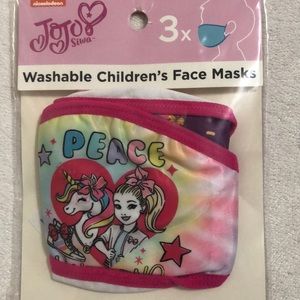 nickelodeon
JoJo
Siwa
3x
Washable Children's Face Masks
PEACE